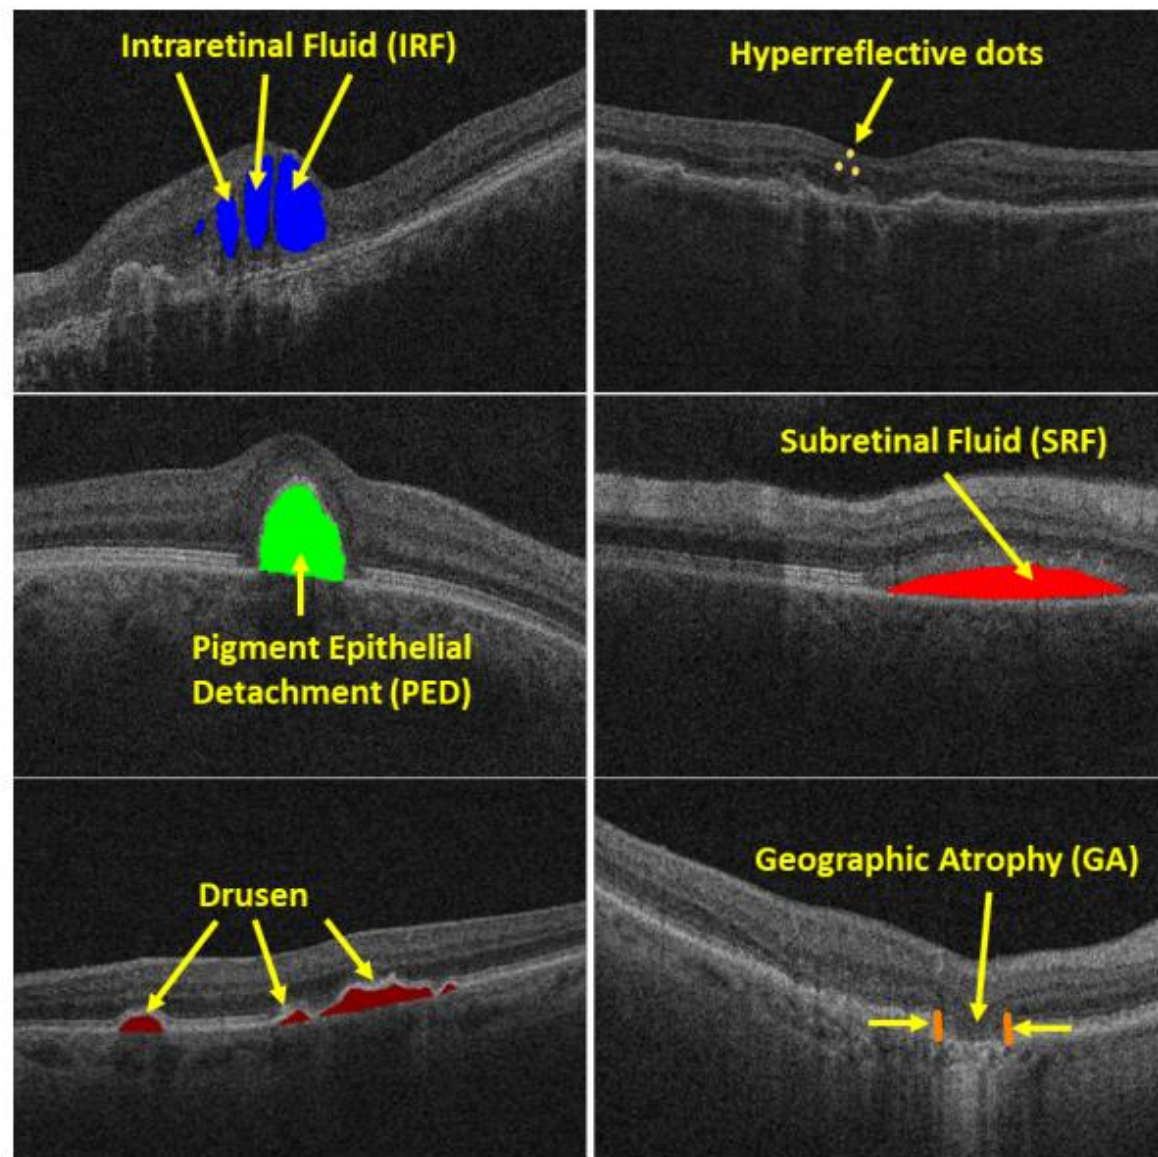 Intraretinal Fluid (IRF)
Hyperreflective dots
Subretinal Fluid (SRF)
Pigment Epithelial
Detachment (PED)
Drusen
Geographic Atrophy (GA)